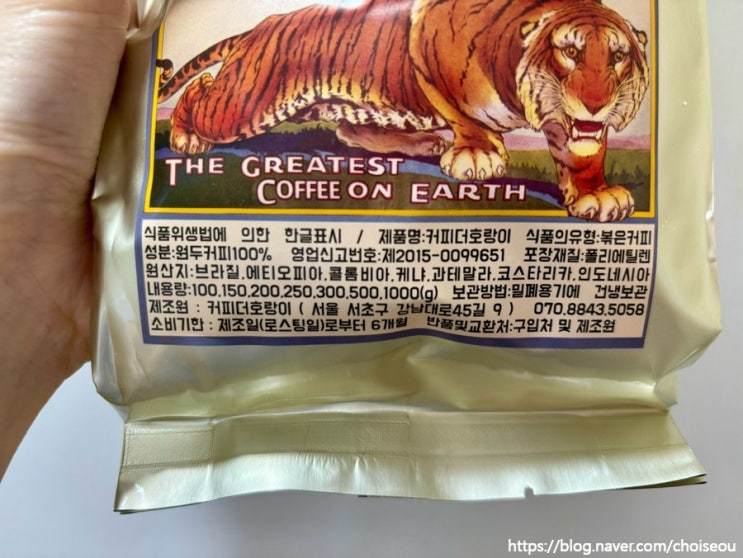 THE GREATEST
COFFEE ON EARTH
식품위생법에 의한 한글표시 / 제품명:커피더호랑이 식품의유형:볶은커피
성분:원두커피100% 영업신고번호:제2015-0099651 포장재질:폴리에틸렌
원산지:브라질,에티오피아,콜롬비아,케냐,과테말라,코스타리카,인도네시아
내용량:100,150,200,250,300,500,1000(g) 보관방법:밀폐용기에 건냉보관
제조원 : 커피더호랑이 ( 서울 서초구 강남대로45길 9 ) 070.8843.5058
소비기한 : 제조일(로스팅일)로부터 6개월 반품및교환처:구입처 및 제조원
https://blog.naver.com/choiseou